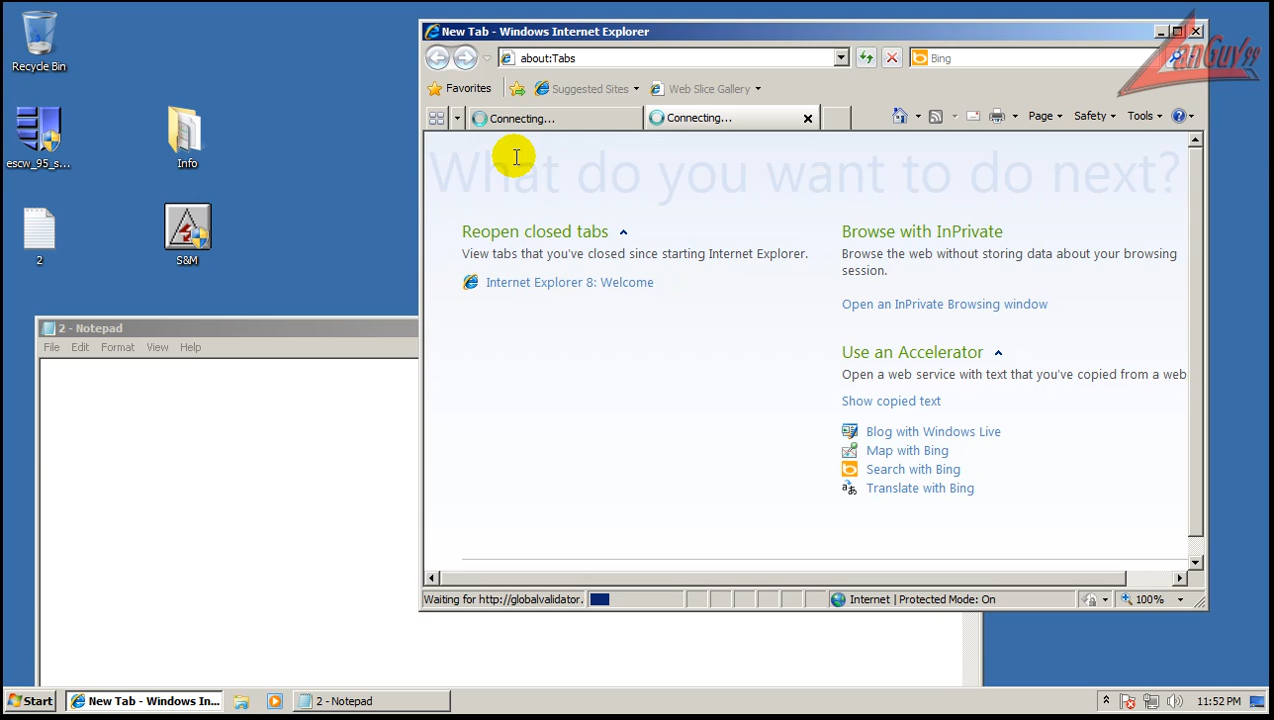 Recycle Bin
escw_95_s...
Info
2
S&M
New Tab - Windows Internet Explorer
about:Tabs
Bing
Favorites
Suggested Sites
Web Slice Gallery
Connecting...
Connecting...
Page
Safety
Tools
What do you want to do next?
Reopen closed tabs
View tabs that you've closed since starting Internet Explorer.
Internet Explorer 8: Welcome
Browse with InPrivate
Browse the web without storing data about your browsing
session.
Open an InPrivate Browsing window
Use an Accelerator
Open a web service with text that you've copied from a web
Show copied text
Blog with Windows Live
Map with Bing
Search with Bing
Translate with Bing
Waiting for http://globalvalidator.
Internet | Protected Mode: On
100%
2 - Notepad
File Edit Format View Help
Start
New Tab - Windows In...
2 - Notepad
11:52 PM